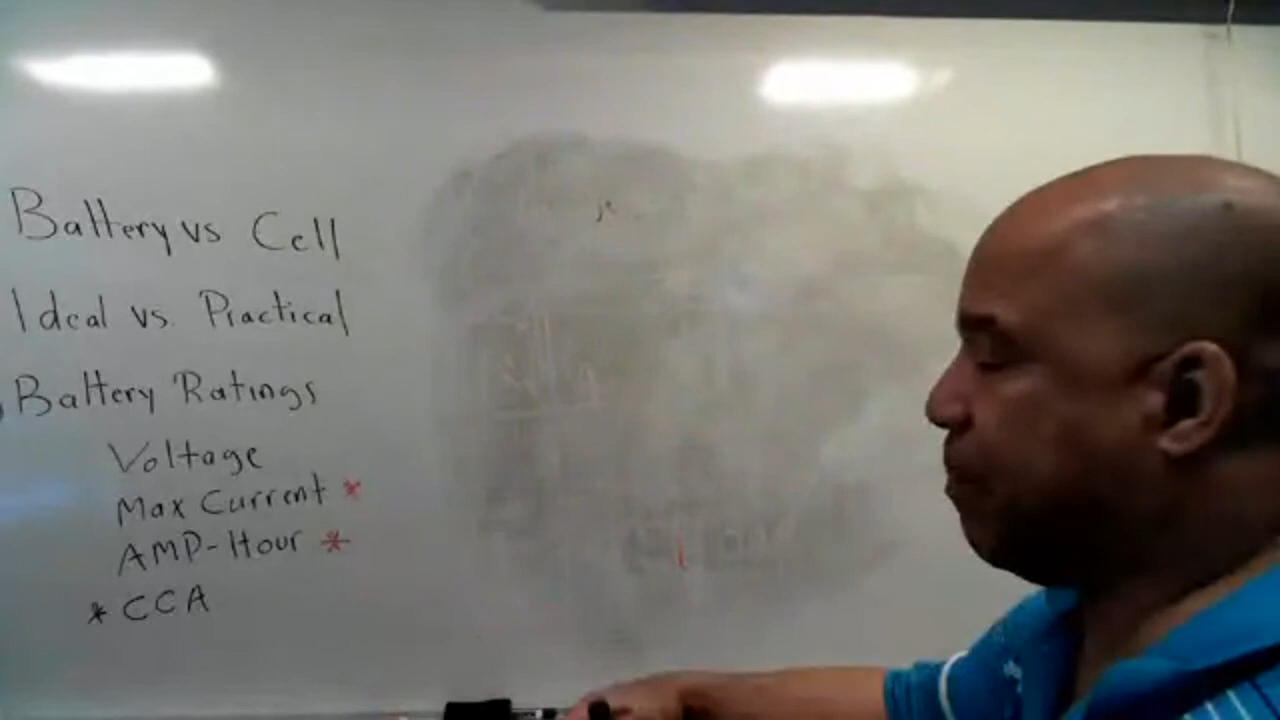 Battery vs Cell
Ideal vs. Practical
Battery Ratings
Voltage
Max Current *
AMP-Hour *
* CCA